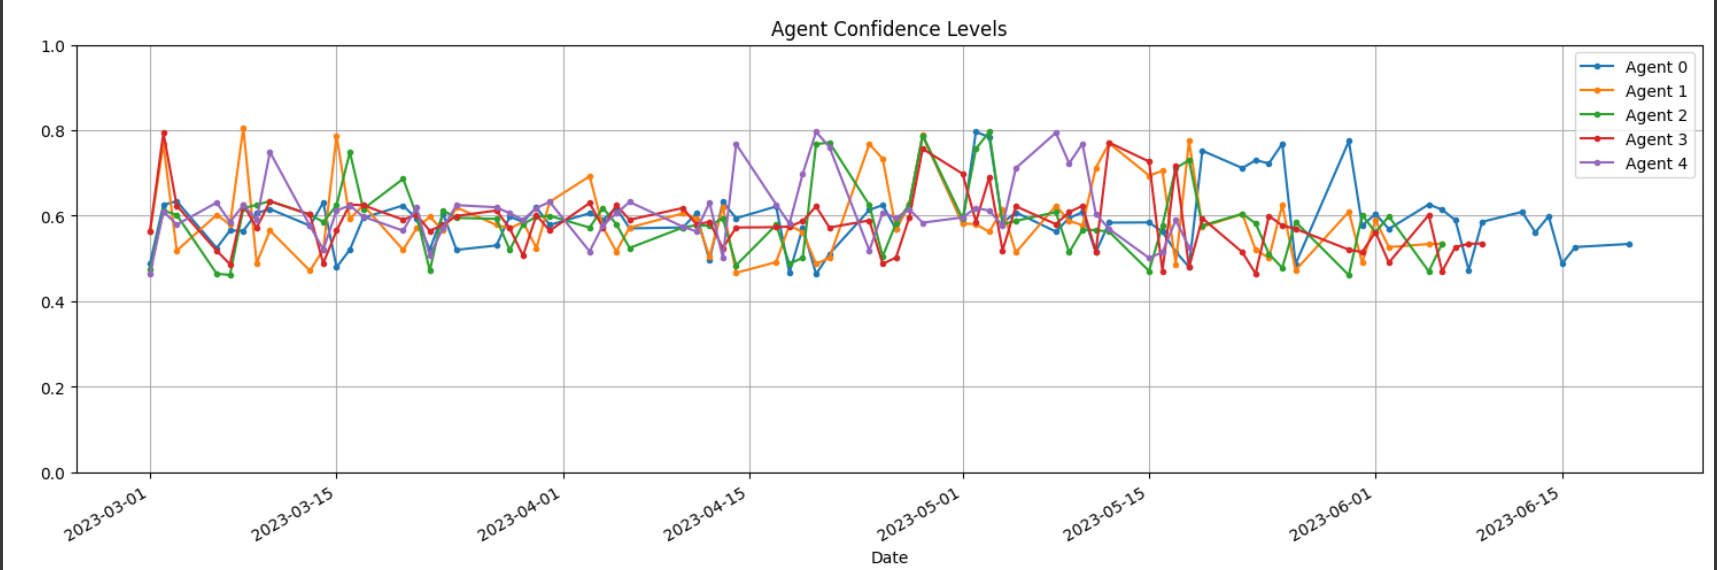 Agent Confidence Levels
1.0
0.8
0.6
0.4
0.2
0.0
Agent 0
Agent 1
Agent 2
Agent 3
Agent 4
2023-03-01
2023-03-15
2023-04-01
2023-04-15
2023-05-01
2023-05-15
2023-06-01
2023-06-15
Date